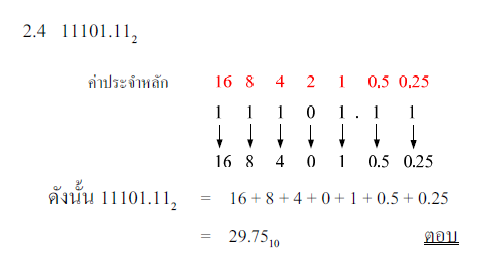 2.4 11101.11₂
ค่าประจำหลัก 16 8 4 2 1 0.5 0.25
1 1 1 0 1 . 1 1
16 8 4 0 1 0.5 0.25
ดังนั้น 11101.11₂ = 16 + 8 + 4 + 0 + 1 + 0.5 + 0.25
= 29.75₁₀ ตอบ